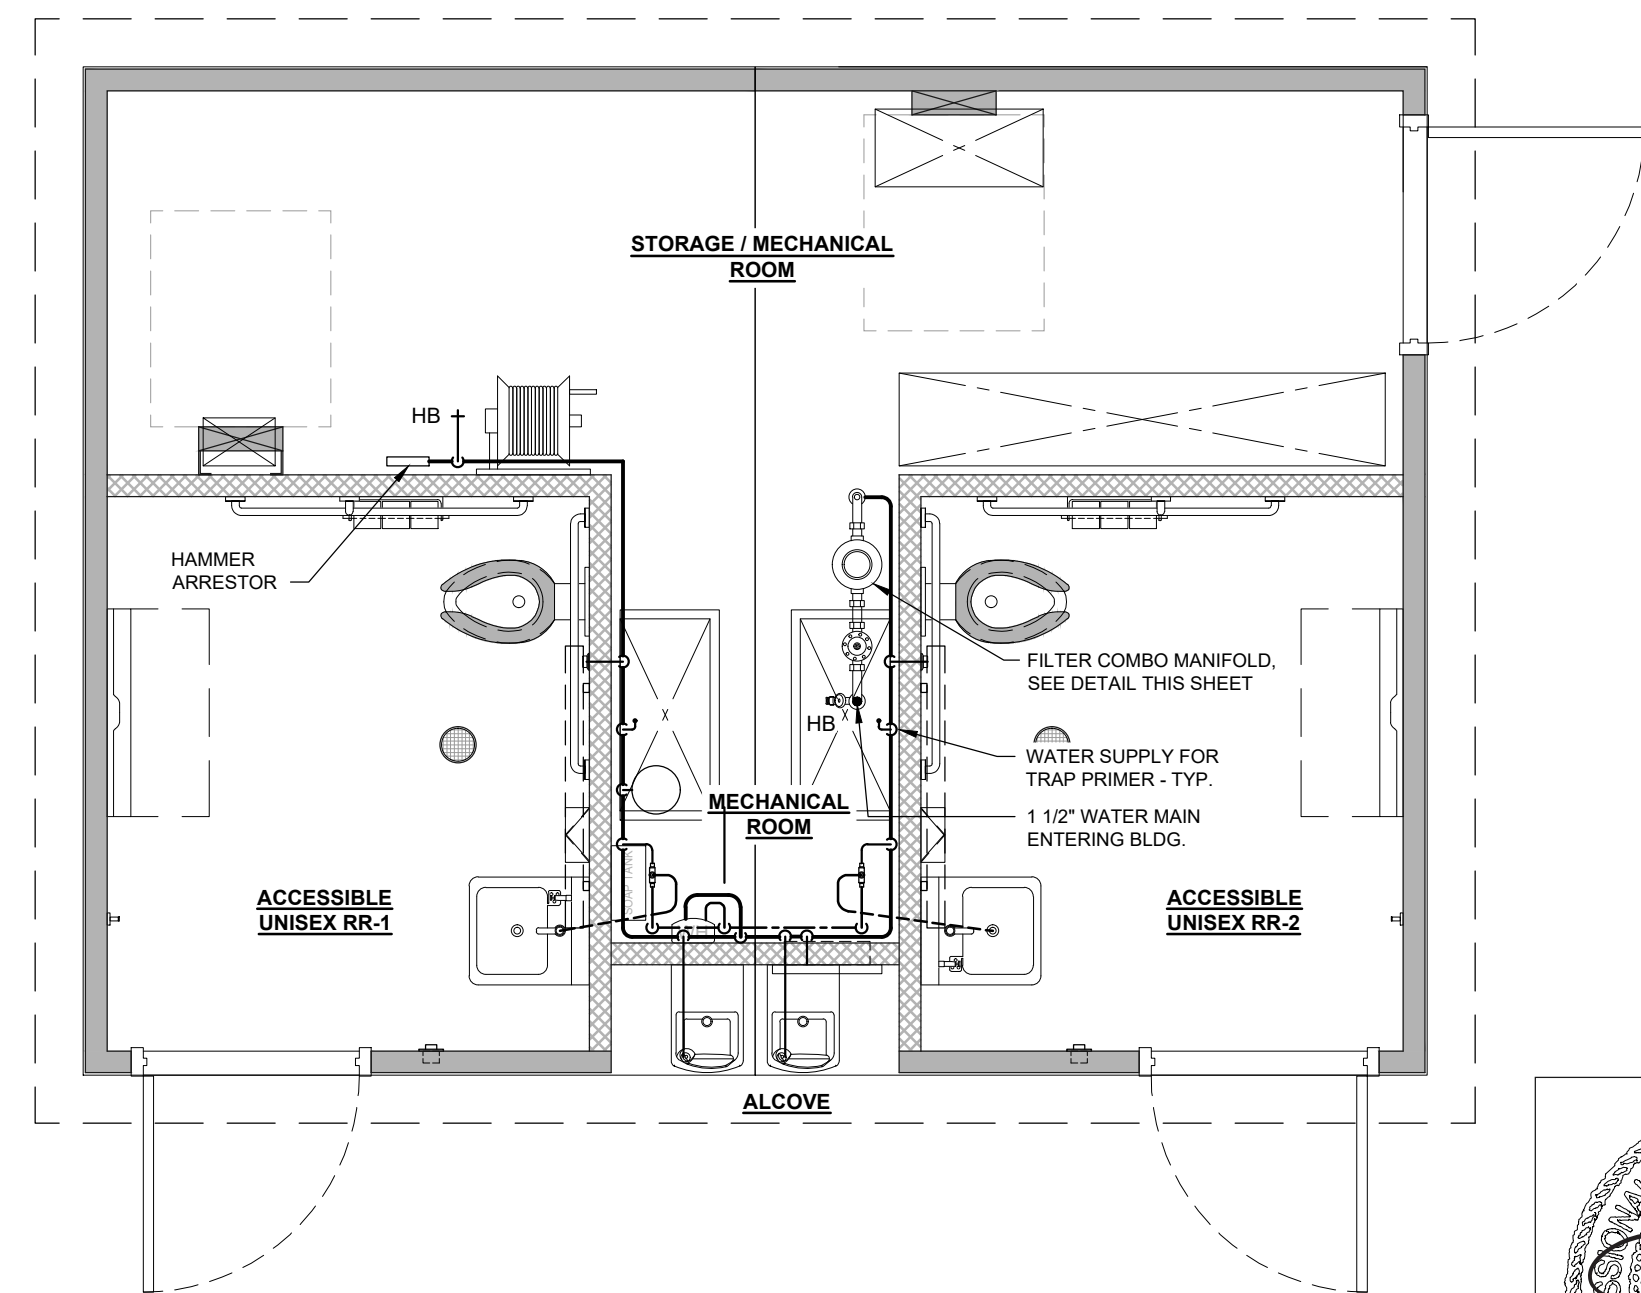 STORAGE / MECHANICAL
ROOM
HB
HAMMER
ARRESTOR
FILTER COMBO MANIFOLD,
SEE DETAIL THIS SHEET
HB
WATER SUPPLY FOR
TRAP PRIMER - TYP.
MECHANICAL
ROOM
1 1/2" WATER MAIN
ENTERING BLDG.
SOAP TANK
ACCESSIBLE
UNISEX RR-1
ACCESSIBLE
UNISEX RR-2
ALCOVE